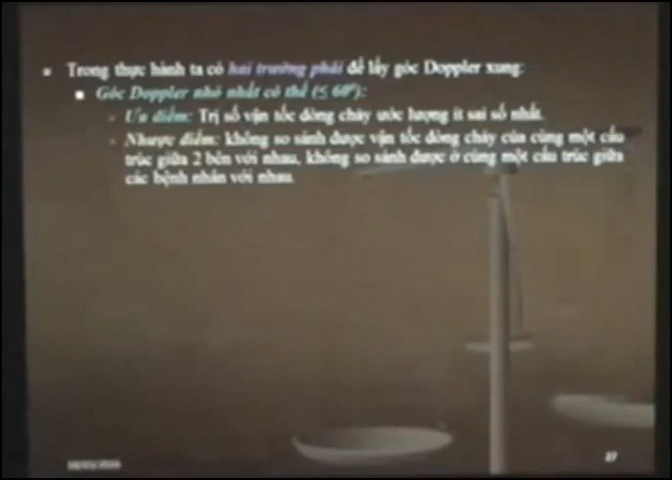 Trong thực hành ta có hai trường phái để lấy góc Doppler xung:
Góc Doppler nhỏ nhất có thể (≤ 60º):
Ưu điểm: Trị số vận tốc dòng chảy ước lượng ít sai số nhất.
Nhược điểm: không so sánh được vận tốc dòng chảy của cùng một cấu
trúc giữa 2 bên với nhau, không so sánh được ở cùng một cấu trúc giữa
các bệnh nhân với nhau.